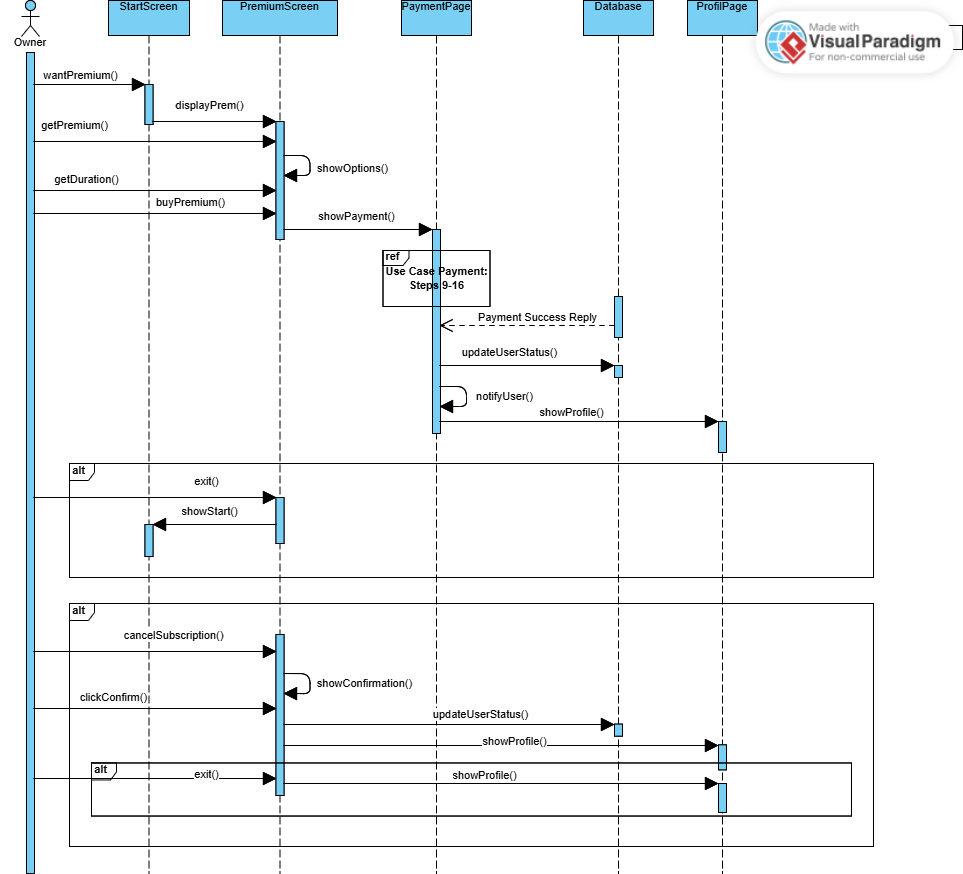 StartScreen
PremiumScreen
PaymentPage
Database
ProfilPage
Made with
VisualParadigm
For non-commercial use
Owner
wantPremium()
displayPrem()
getPremium()
showOptions()
getDuration()
buyPremium()
showPayment()
ref
Use Case Payment:
Steps 9-16
Payment Success Reply
updateUserStatus()
notifyUser()
showProfile()
alt
exit()
showStart()
alt
cancelSubscription()
showConfirmation()
clickConfirm()
updateUserStatus()
showProfile()
alt
exit()
showProfile()